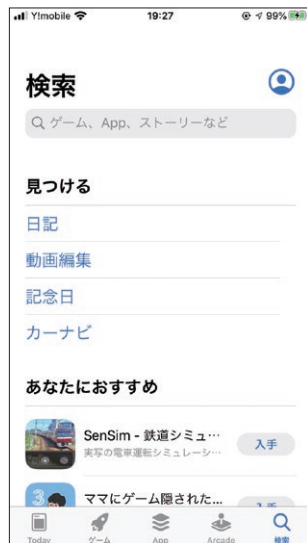 Y!mobile 19:27 99%
検索
ゲーム、App、ストーリーなど
見つける
日記
動画編集
記念日
カーナビ
あなたにおすすめ
SenSim - 鉄道シミュ…
実写の電車運転シミュレーシ…
入手
ママにゲーム隠された...
入手
Today ゲーム App Arcade 検索